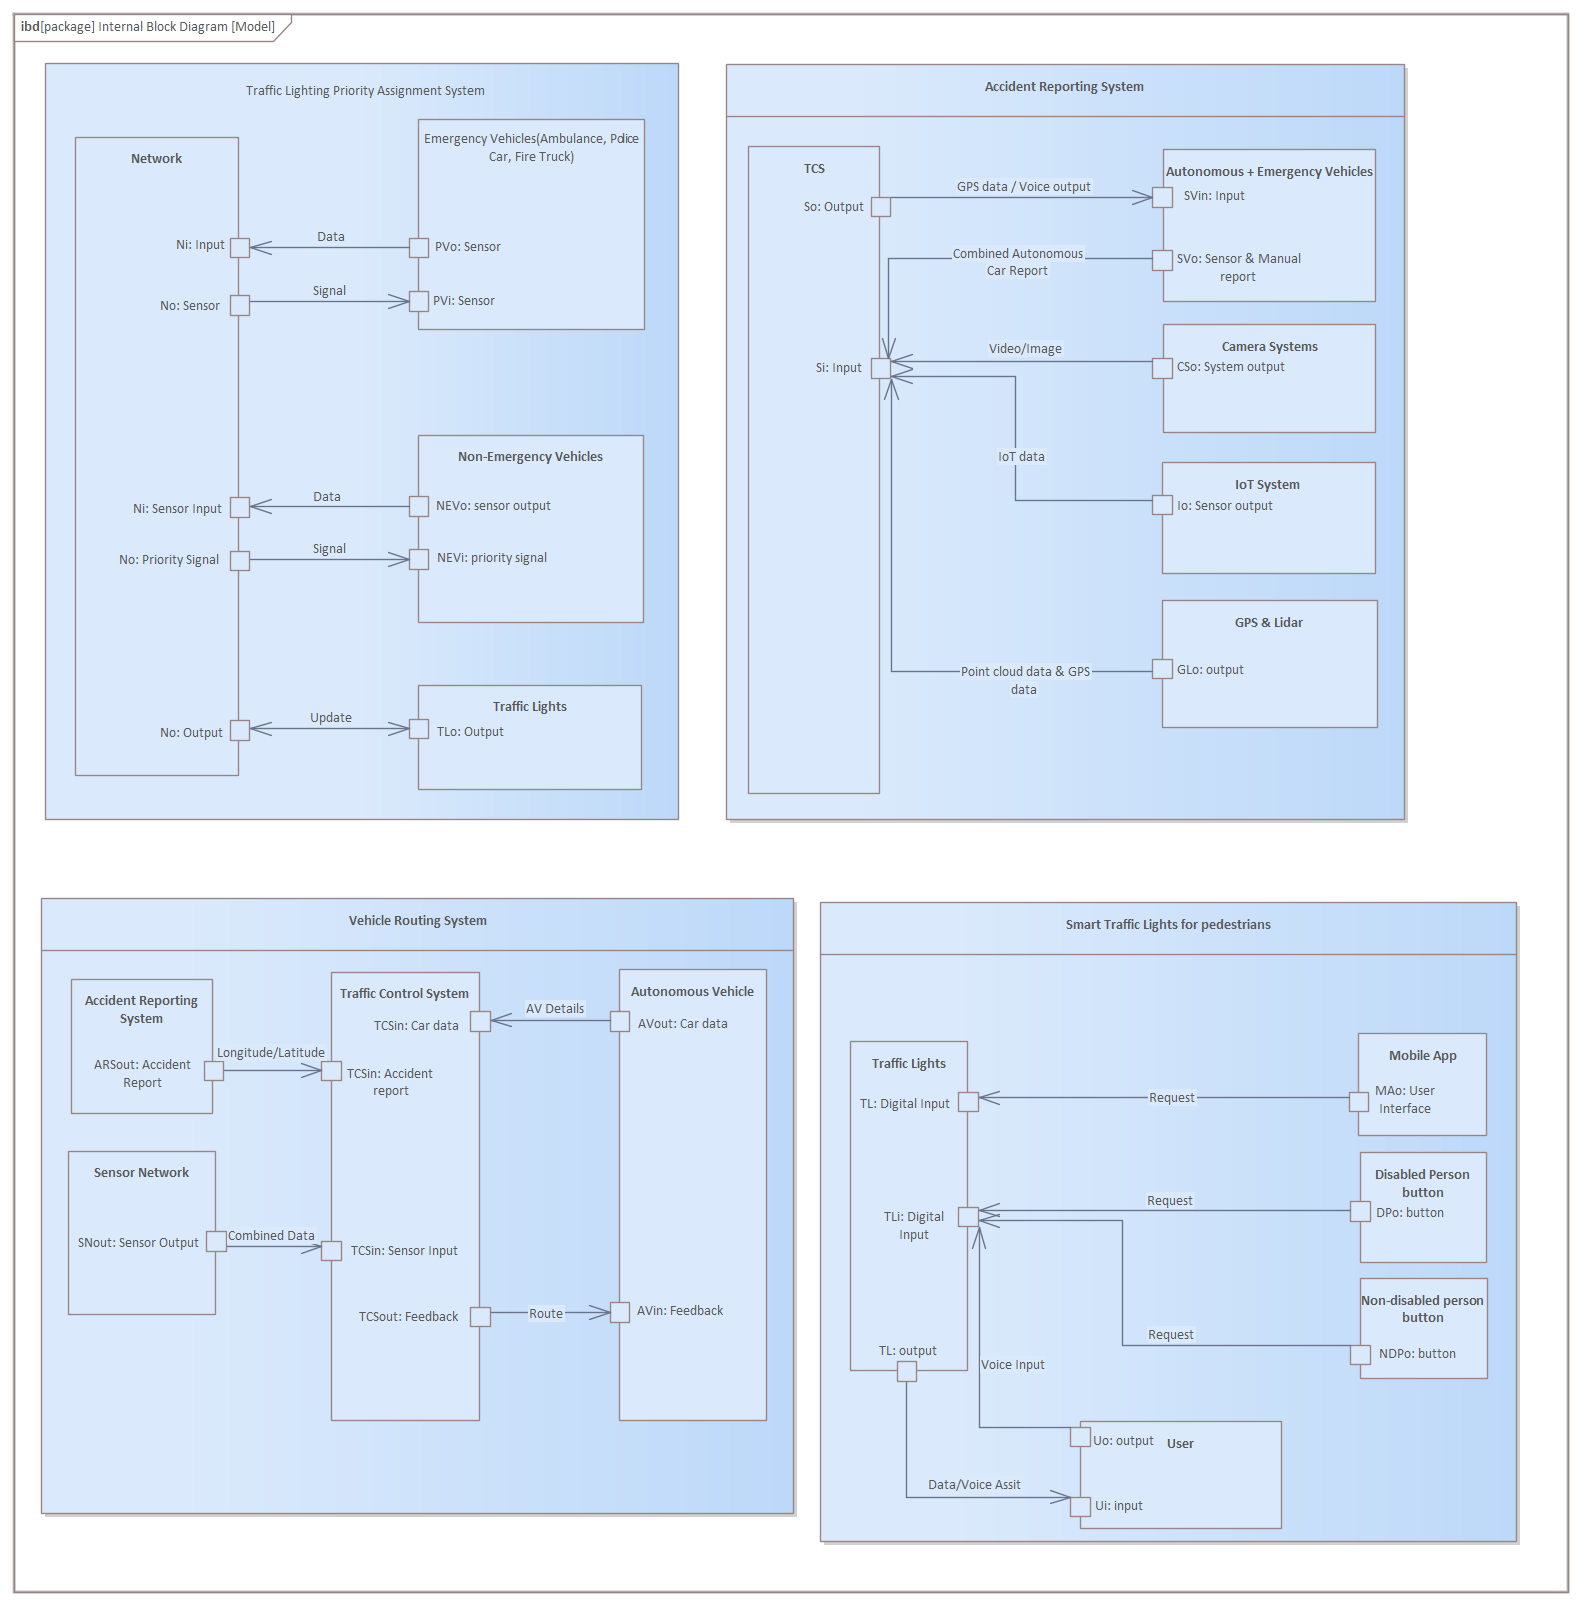 ibd[package] Internal Block Diagram [Model]
Traffic Lighting Priority Assignment System
Network
Emergency Vehicles(Ambulance, Police
Car, Fire Truck)
Ni: Input
Data
PVo: Sensor
No: Sensor
Signal
PVi: Sensor
Non-Emergency Vehicles
Ni: Sensor Input
Data
NEVo: sensor output
No: Priority Signal
Signal
NEVi: priority signal
Traffic Lights
No: Output
Update
TLo: Output
Accident Reporting System
TCS
Autonomous + Emergency Vehicles
So: Output
GPS data / Voice output
SVin: Input
Combined Autonomous
Car Report
SVo: Sensor & Manual
report
Camera Systems
Si: Input
Video/Image
CSo: System output
IoT data
IoT System
Io: Sensor output
GPS & Lidar
Point cloud data & GPS
data
GLo: output
Vehicle Routing System
Accident Reporting
System
ARSout: Accident
Report
Longitude/Latitude
Traffic Control System
TCSin: Car data
AV Details
Autonomous Vehicle
AVout: Car data
TCSin: Accident
report
Sensor Network
SNout: Sensor Output
Combined Data
TCSin: Sensor Input
TCSout: Feedback
Route
AVin: Feedback
Smart Traffic Lights for pedestrians
Traffic Lights
Mobile App
TL: Digital Input
Request
MAo: User
Interface
Disabled Person
button
TLi: Digital
Input
Request
DPo: button
Non-disabled person
button
Request
NDPo: button
TL: output
Voice Input
Uo: output
User
Data/Voice Assit
Ui: input